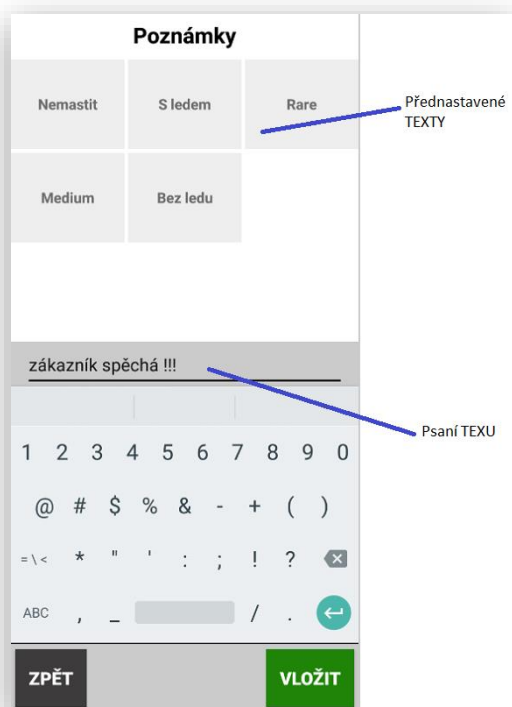 Poznámky
Nemastit S ledem Rare
Přednastavené
TEXTY
Medium Bez ledu
zákazník spěchá !!!
Psaní TEXU
1 2 3 4 5 6 7 8 9 0
@ # $ % & - + ( )
= \ < * " ' : ; ! ?
ABC , _ / .
ZPĚT VLOŽIT